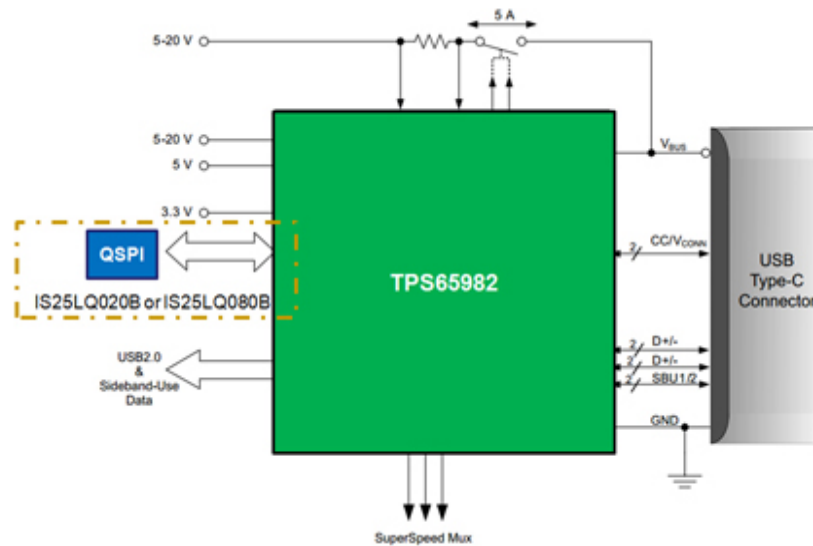 5 A
5-20 V
5-20 V
5 V
3.3 V
VBUS
QSPI
IS25LQ020B or IS25LQ080B
TPS65982
2
CC/VCONN
USB
Type-C
Connector
2
D+/-
2
D+/-
2
SBU1/2
USB2.0
&
Sideband-Use
Data
GND
SuperSpeed Mux